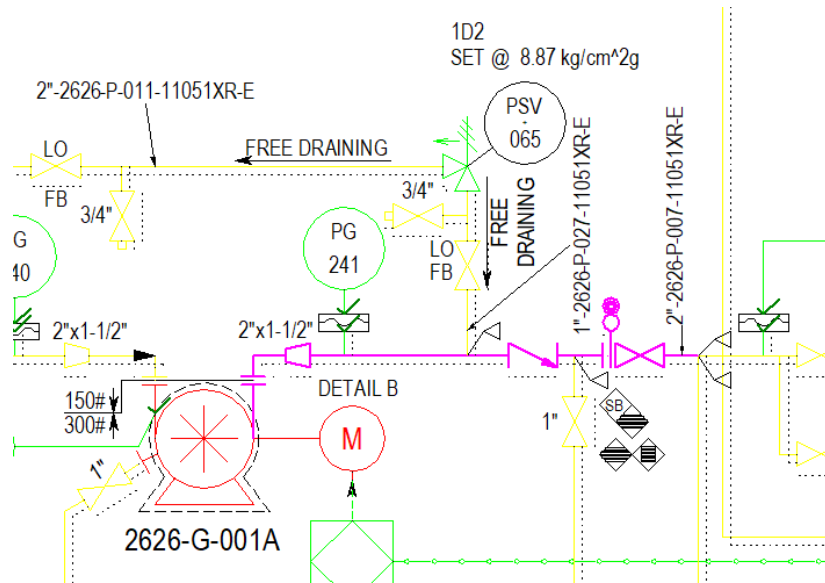 1D2
SET @ 8.87 kg/cm^2g
2"-2626-P-011-11051XR-E
PSV
065
LO
FREE DRAINING
FB
3/4"
3/4"
FREE
DRAINING
1"-2626-P-027-11051XR-E
2"-2626-P-007-11051XR-E
G
40
PG
241
LO
FB
2"x1-1/2"
2"x1-1/2"
150#
300#
DETAIL B
M
SB
1"
1"
2626-G-001A